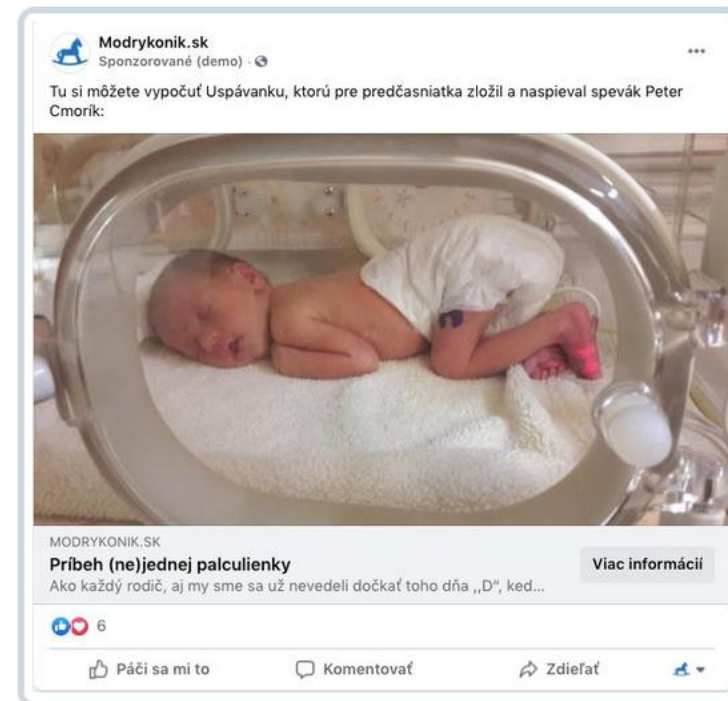 Modrykonik.sk
Sponzorované (demo) ·
Tu si môžete vypočuť Uspávanku, ktorú pre predčasniatka zložil a naspieval spevák Peter
Cmorík:
MODRYKONIK.SK
Príbeh (ne)jednej palculienky
Ako každý rodič, aj my sme sa už nevedeli dočkať toho dňa ,,D“, ked...
Viac informácií
6
Páči sa mi to
Komentovať
Zdieľať